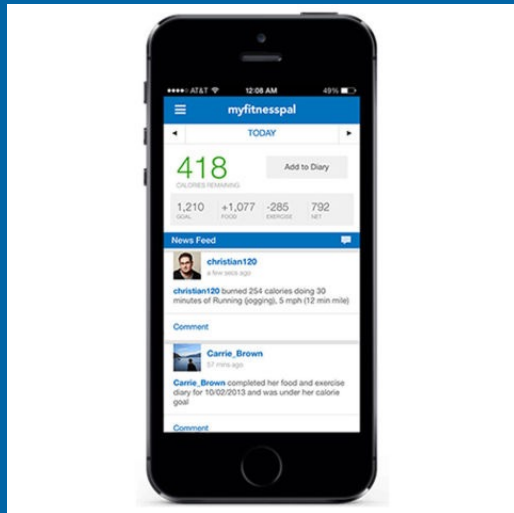 AT&T 12:08 AM 49%
myfitnesspal
TODAY
418
Add to Diary
CALORIES REMAINING
1,210 +1,077 -285 792
GOAL FOOD EXERCISE NET
News Feed
christian120
a few secs ago
christian120 burned 254 calories doing 30
minutes of Running (jogging), 5 mph (12 min mile)
Comment
Carrie_Brown
57 mins ago
Carrie_Brown completed her food and exercise
diary for 10/02/2013 and was under her calorie
goal
Comment